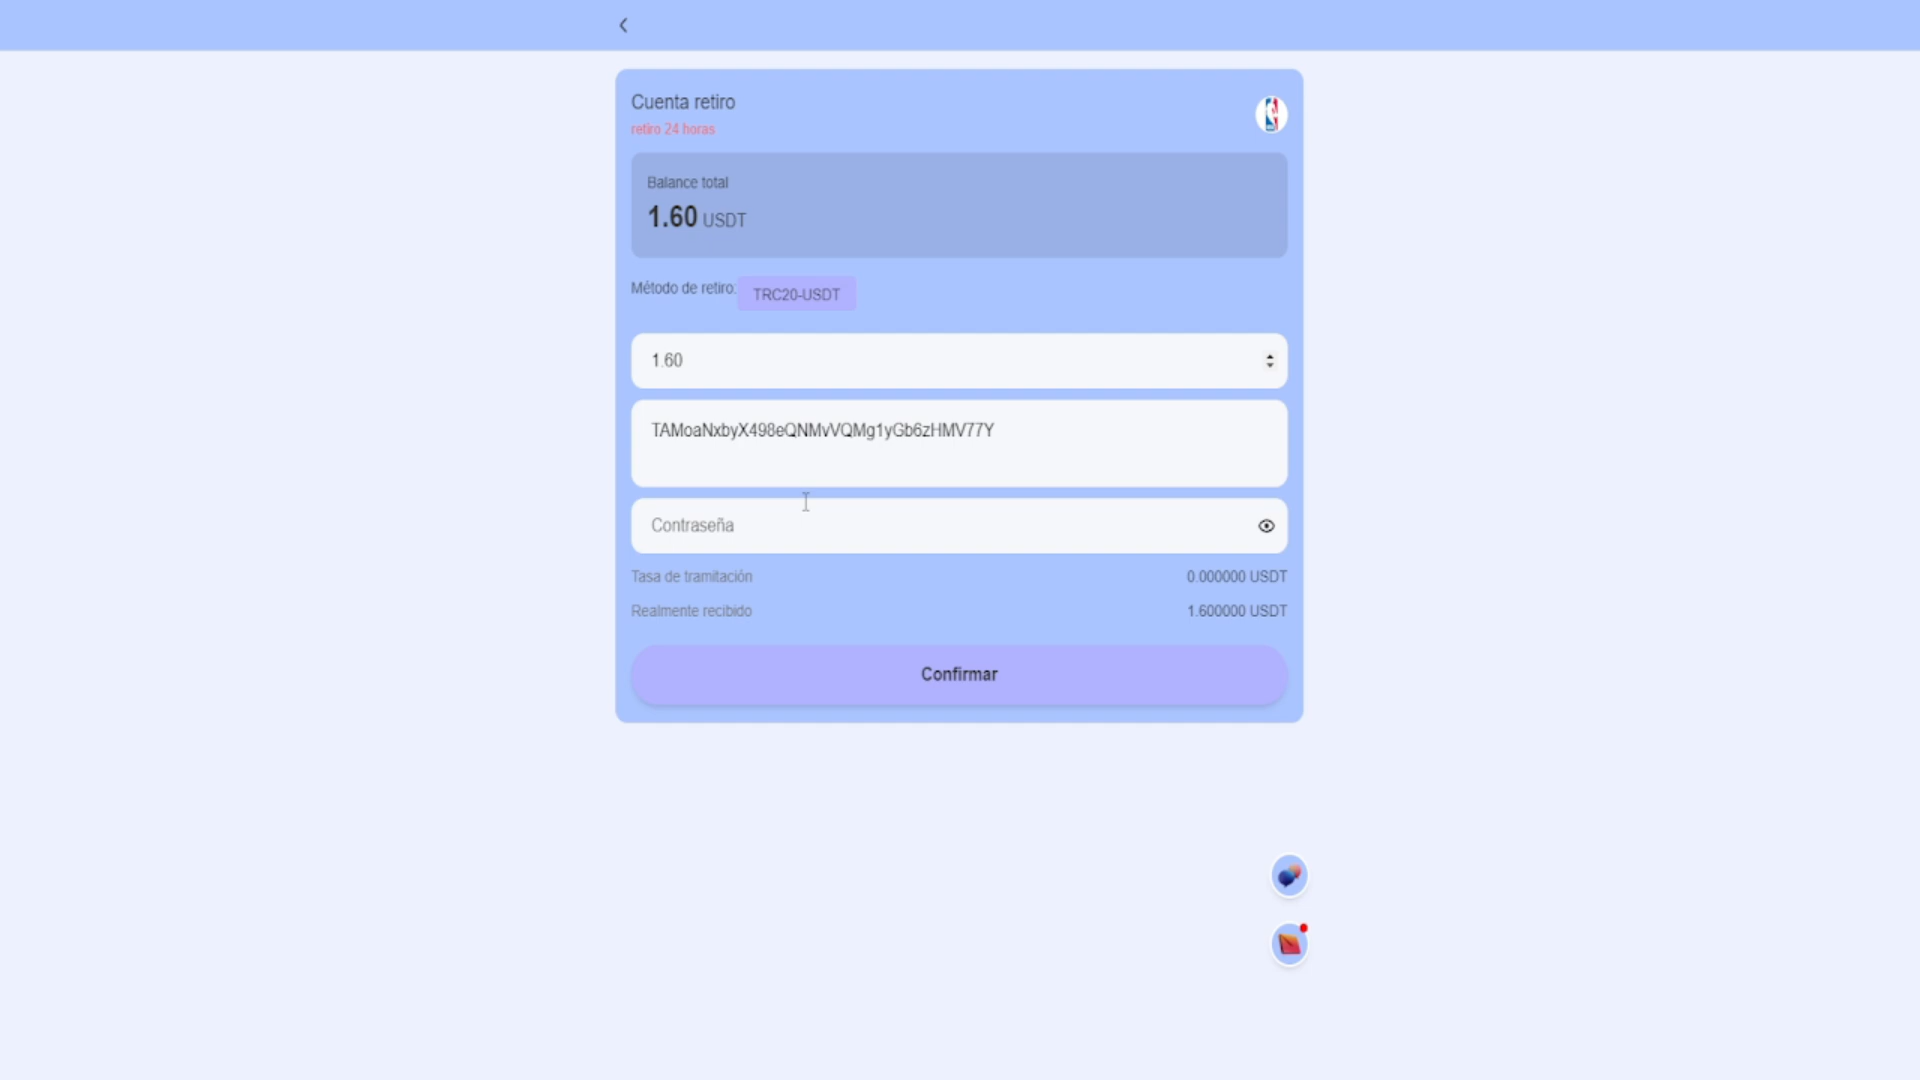 Cuenta retiro
retiro 24 horas
Balance total
1.60 USDT
Método de retiro: TRC20-USDT
1.60
TAMoaNxbyX498eQNMvVQMg1yGb6zHMV77Y
Contraseña
Tasa de tramitación 0.000000 USDT
Realmente recibido 1.600000 USDT
Confirmar